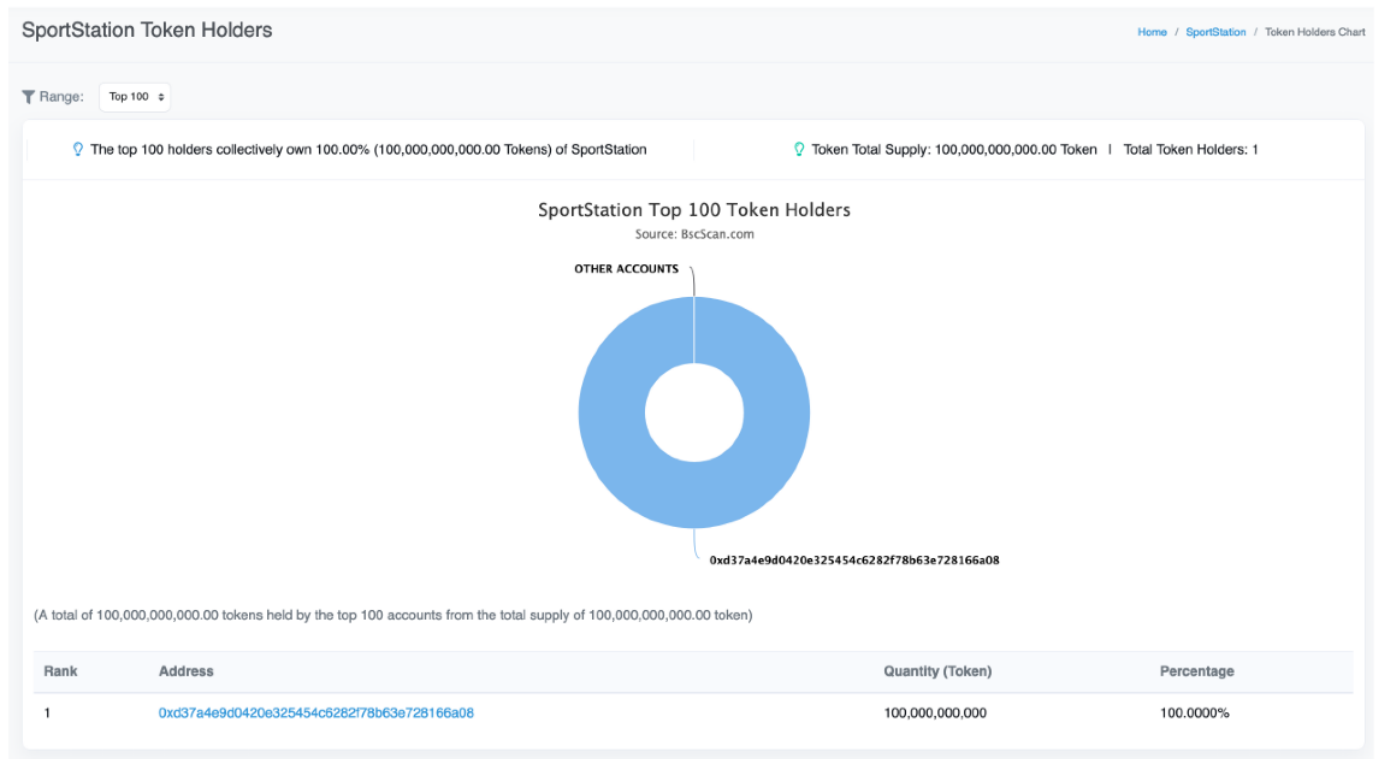 SportStation Token Holders
Home / SportStation / Token Holders Chart
Range: Top 100
The top 100 holders collectively own 100.00% (100,000,000,000.00 Tokens) of SportStation
Token Total Supply: 100,000,000,000.00 Token | Total Token Holders: 1
SportStation Top 100 Token Holders
Source: BscScan.com
OTHER ACCOUNTS
0xd37a4e9d0420e325454c6282f78b63e728166a08
(A total of 100,000,000,000.00 tokens held by the top 100 accounts from the total supply of 100,000,000,000.00 token)
Rank Address Quantity (Token) Percentage
1 0xd37a4e9d0420e325454c6282f78b63e728166a08 100,000,000,000 100.0000%